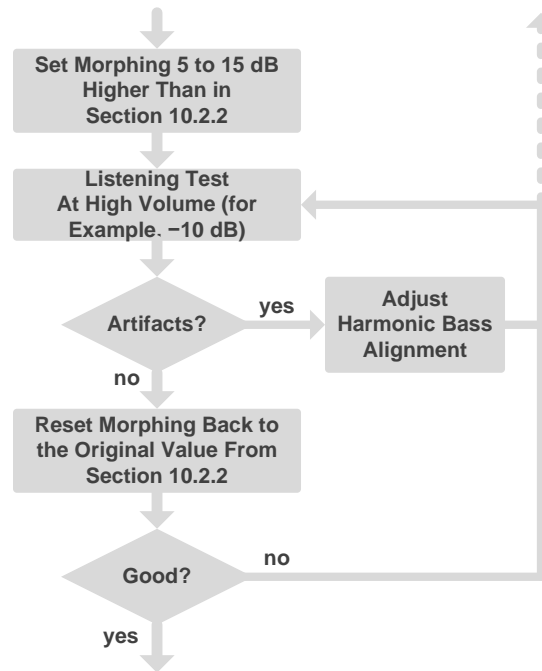 Set Morphing 5 to 15 dB
Higher Than in
Section 10.2.2
Listening Test
At High Volume (for
Example, −10 dB)
Artifacts?
yes
Adjust
Harmonic Bass
Alignment
no
Reset Morphing Back to
the Original Value From
Section 10.2.2
Good?
no
yes